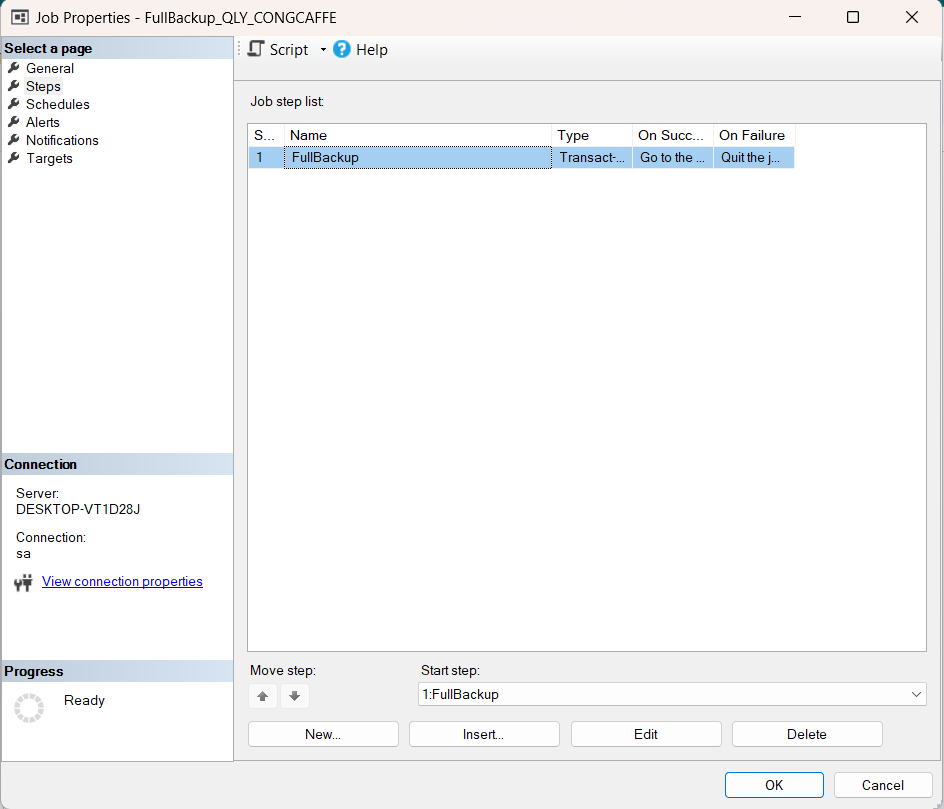 Job Properties - FullBackup_QLY_CONGCAFFE
Select a page
General
Steps
Schedules
Alerts
Notifications
Targets
Script
Help
Job step list:
S... Name Type On Succ... On Failure
1 FullBackup Transact-... Go to the ... Quit the j...
Connection
Server:
DESKTOP-VT1D28J
Connection:
sa
View connection properties
Progress
Ready
Move step:
Start step:
1:FullBackup
New...
Insert...
Edit
Delete
OK
Cancel